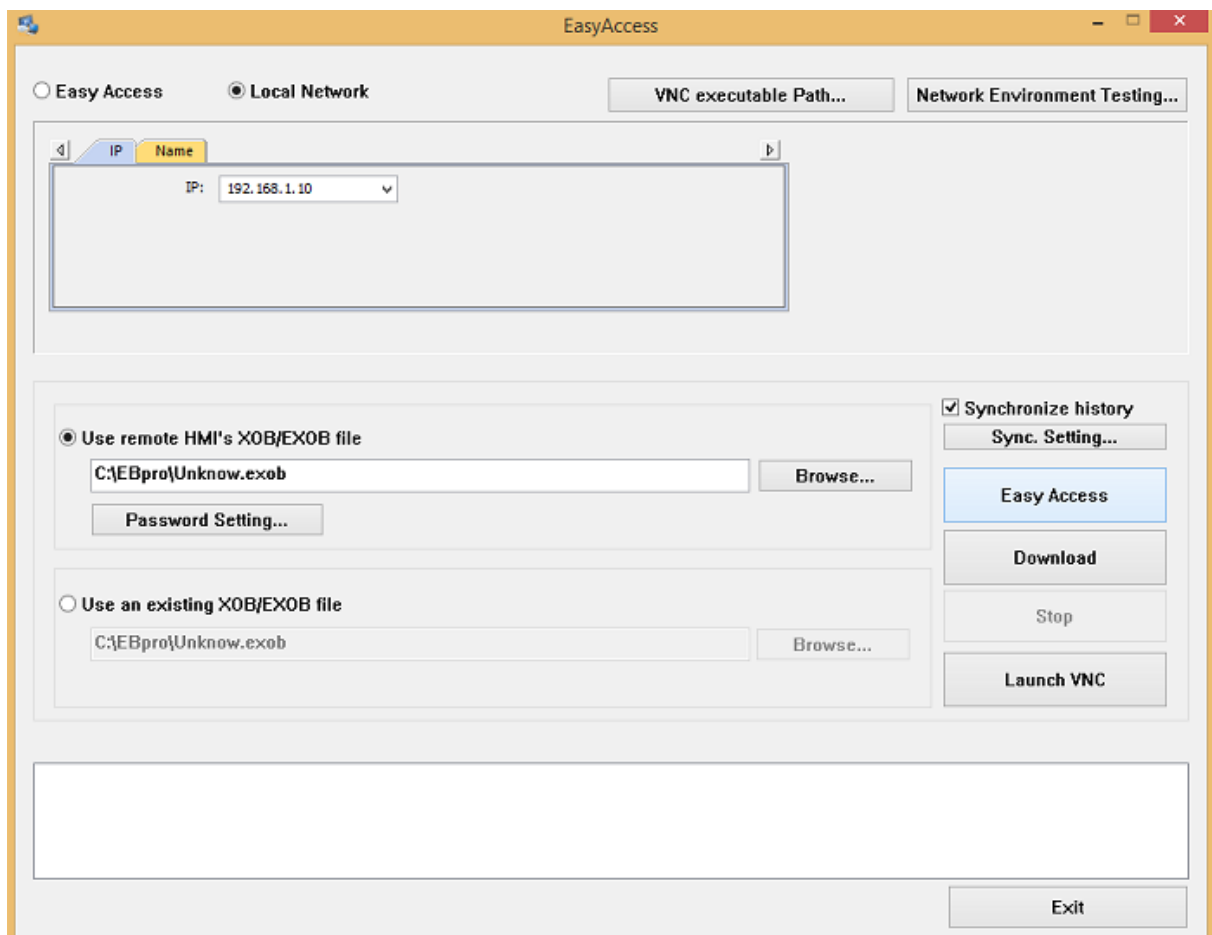 EasyAccess
Easy Access Local Network VNC executable Path... Network Environment Testing...
IP Name
IP: 192.168.1.10
Synchronize history
Use remote HMI's XOB/EXOB file Sync. Setting...
C:\EBpro\Unknow.exob Browse...
Easy Access
Password Setting...
Download
Use an existing XOB/EXOB file Stop
C:\EBpro\Unknow.exob Browse...
Launch VNC
Exit